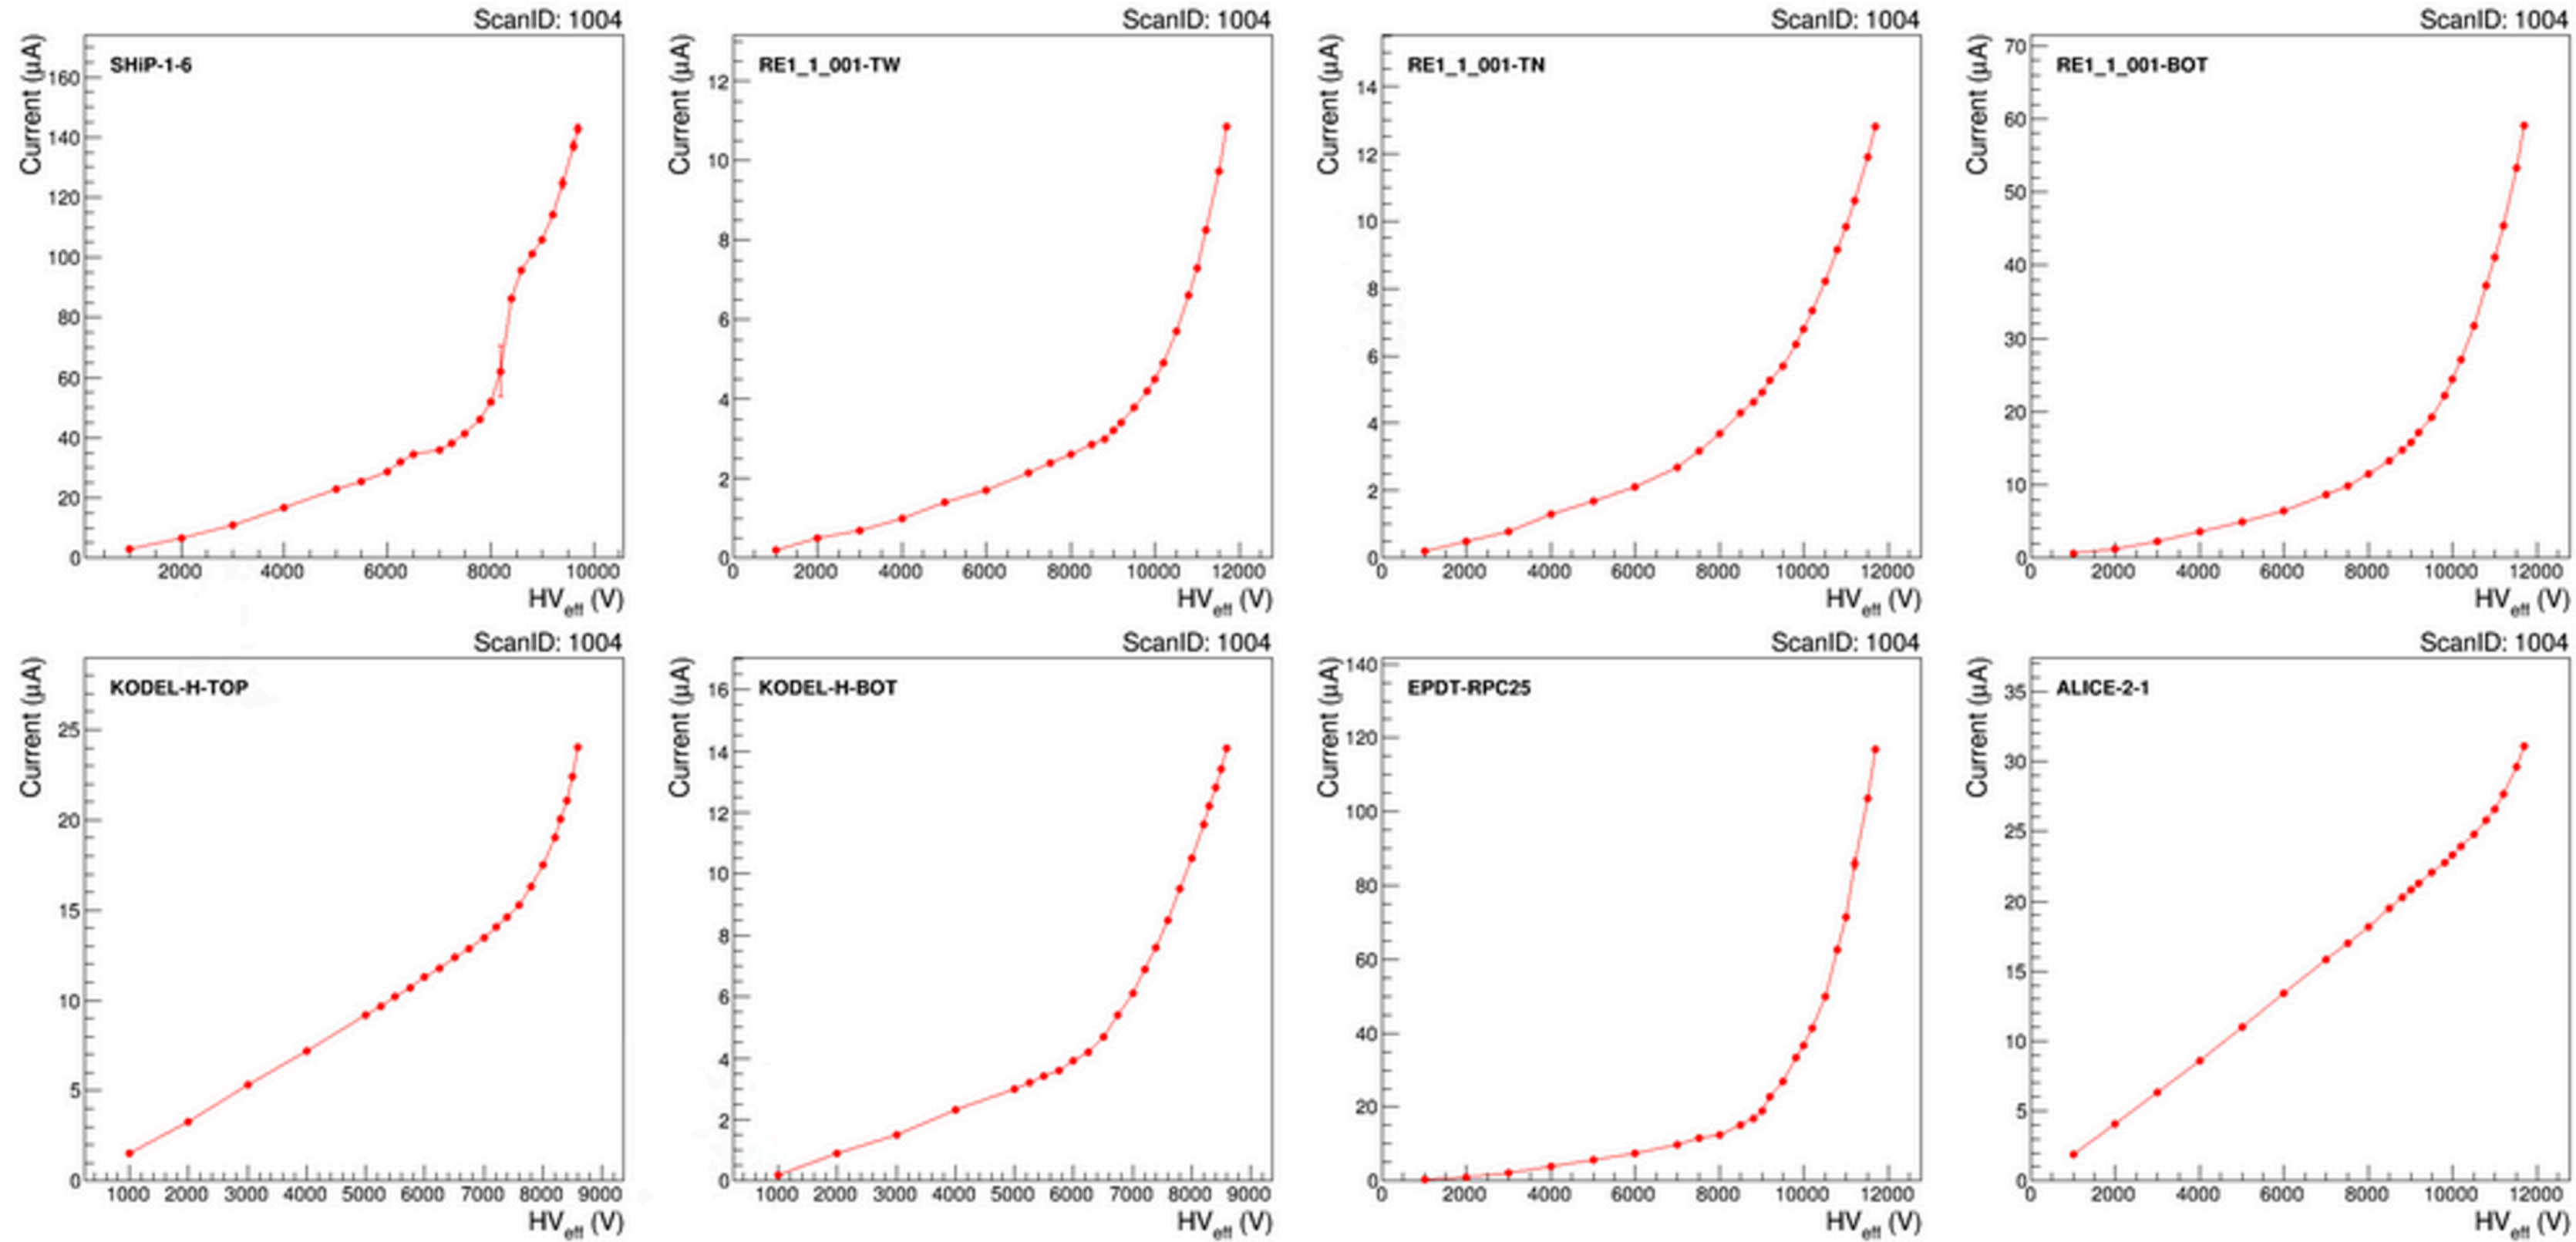 ScanID: 1004
SHiP-1-6
Current (µA)
160
140
120
100
80
60
40
20
0
2000 4000 6000 8000 10000
HVeff (V)
ScanID: 1004
RE1_1_001-TW
Current (µA)
12
10
8
6
4
2
0
0 2000 4000 6000 8000 10000 12000
HVeff (V)
ScanID: 1004
RE1_1_001-TN
Current (µA)
14
12
10
8
6
4
2
0
0 2000 4000 6000 8000 10000 12000
HVeff (V)
ScanID: 1004
RE1_1_001-BOT
Current (µA)
70
60
50
40
30
20
10
0
0 2000 4000 6000 8000 10000 12000
HVeff (V)
ScanID: 1004
KODEL-H-TOP
Current (µA)
25
20
15
10
5
0
1000 2000 3000 4000 5000 6000 7000 8000 9000
HVeff (V)
ScanID: 1004
KODEL-H-BOT
Current (µA)
16
14
12
10
8
6
4
2
0
1000 2000 3000 4000 5000 6000 7000 8000 9000
HVeff (V)
ScanID: 1004
EPDT-RPC25
Current (µA)
140
120
100
80
60
40
20
0
0 2000 4000 6000 8000 10000 12000
HVeff (V)
ScanID: 1004
ALICE-2-1
Current (µA)
35
30
25
20
15
10
5
0
0 2000 4000 6000 8000 10000 12000
HVeff (V)